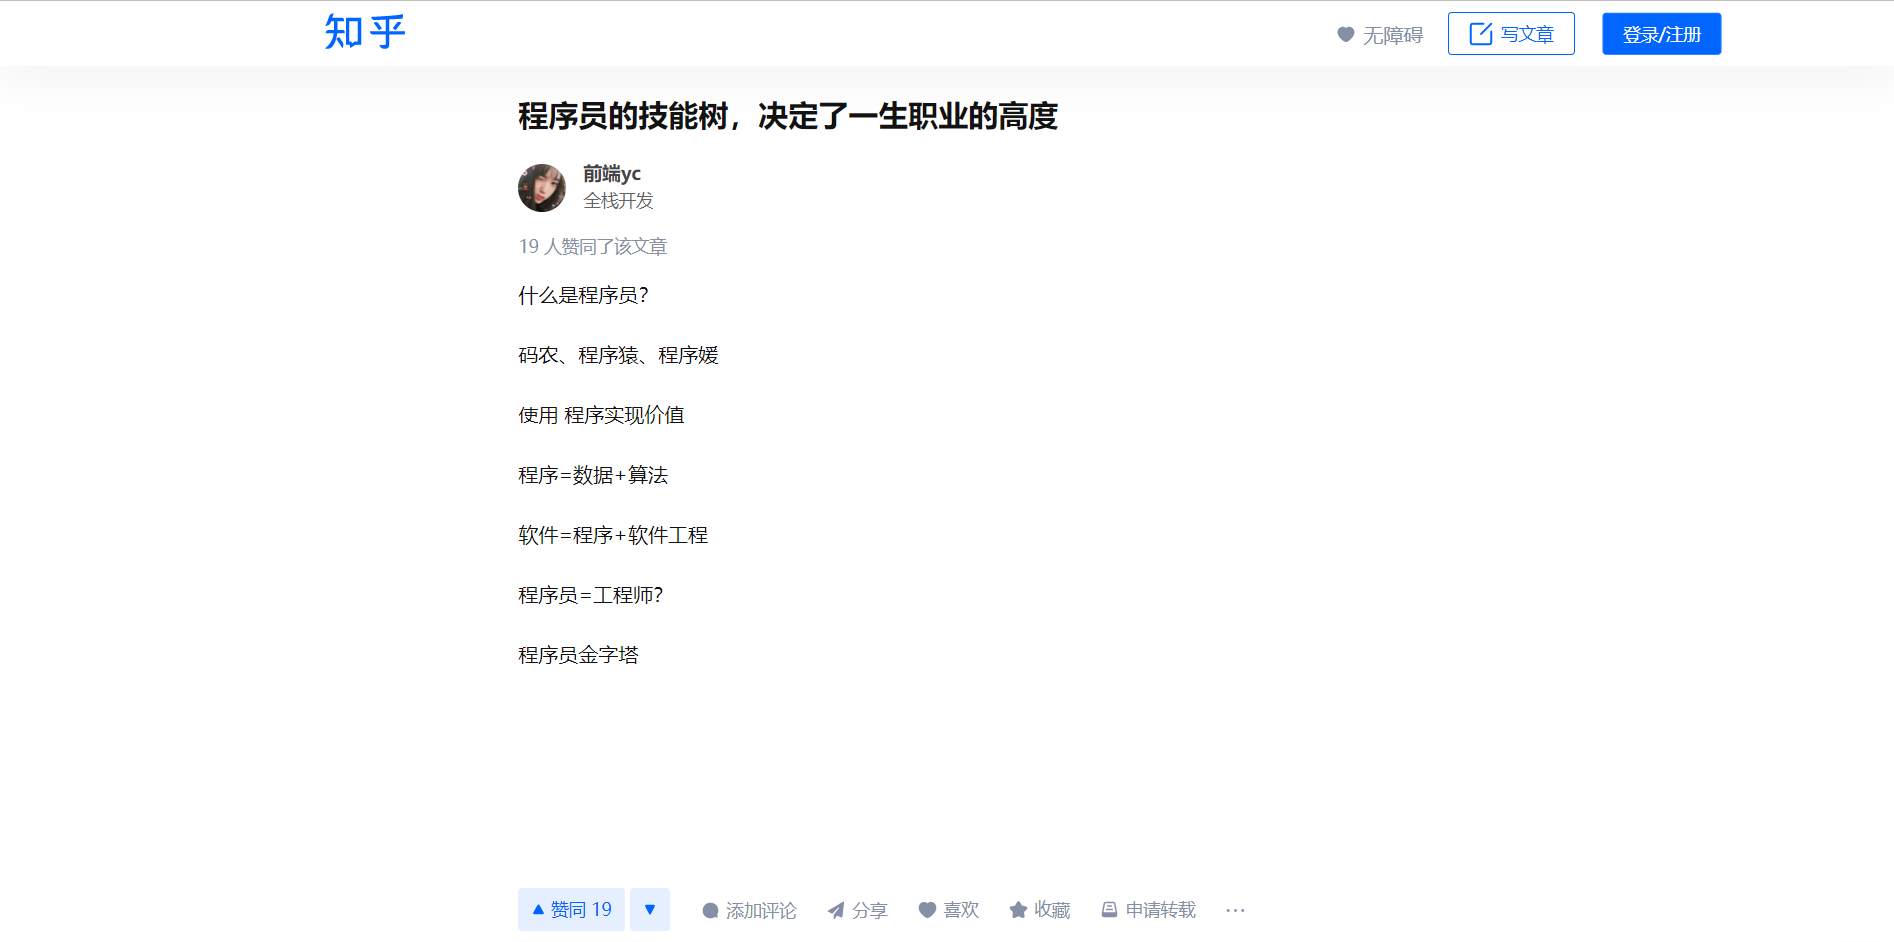 知乎
无障碍
写文章
登录/注册
程序员的技能树，决定了一生职业的高度
前端yc
全栈开发
19 人赞同了该文章
什么是程序员？
码农、程序猿、程序媛
使用 程序实现价值
程序=数据+算法
软件=程序+软件工程
程序员=工程师？
程序员金字塔
赞同 19
添加评论
分享
喜欢
收藏
申请转载
···